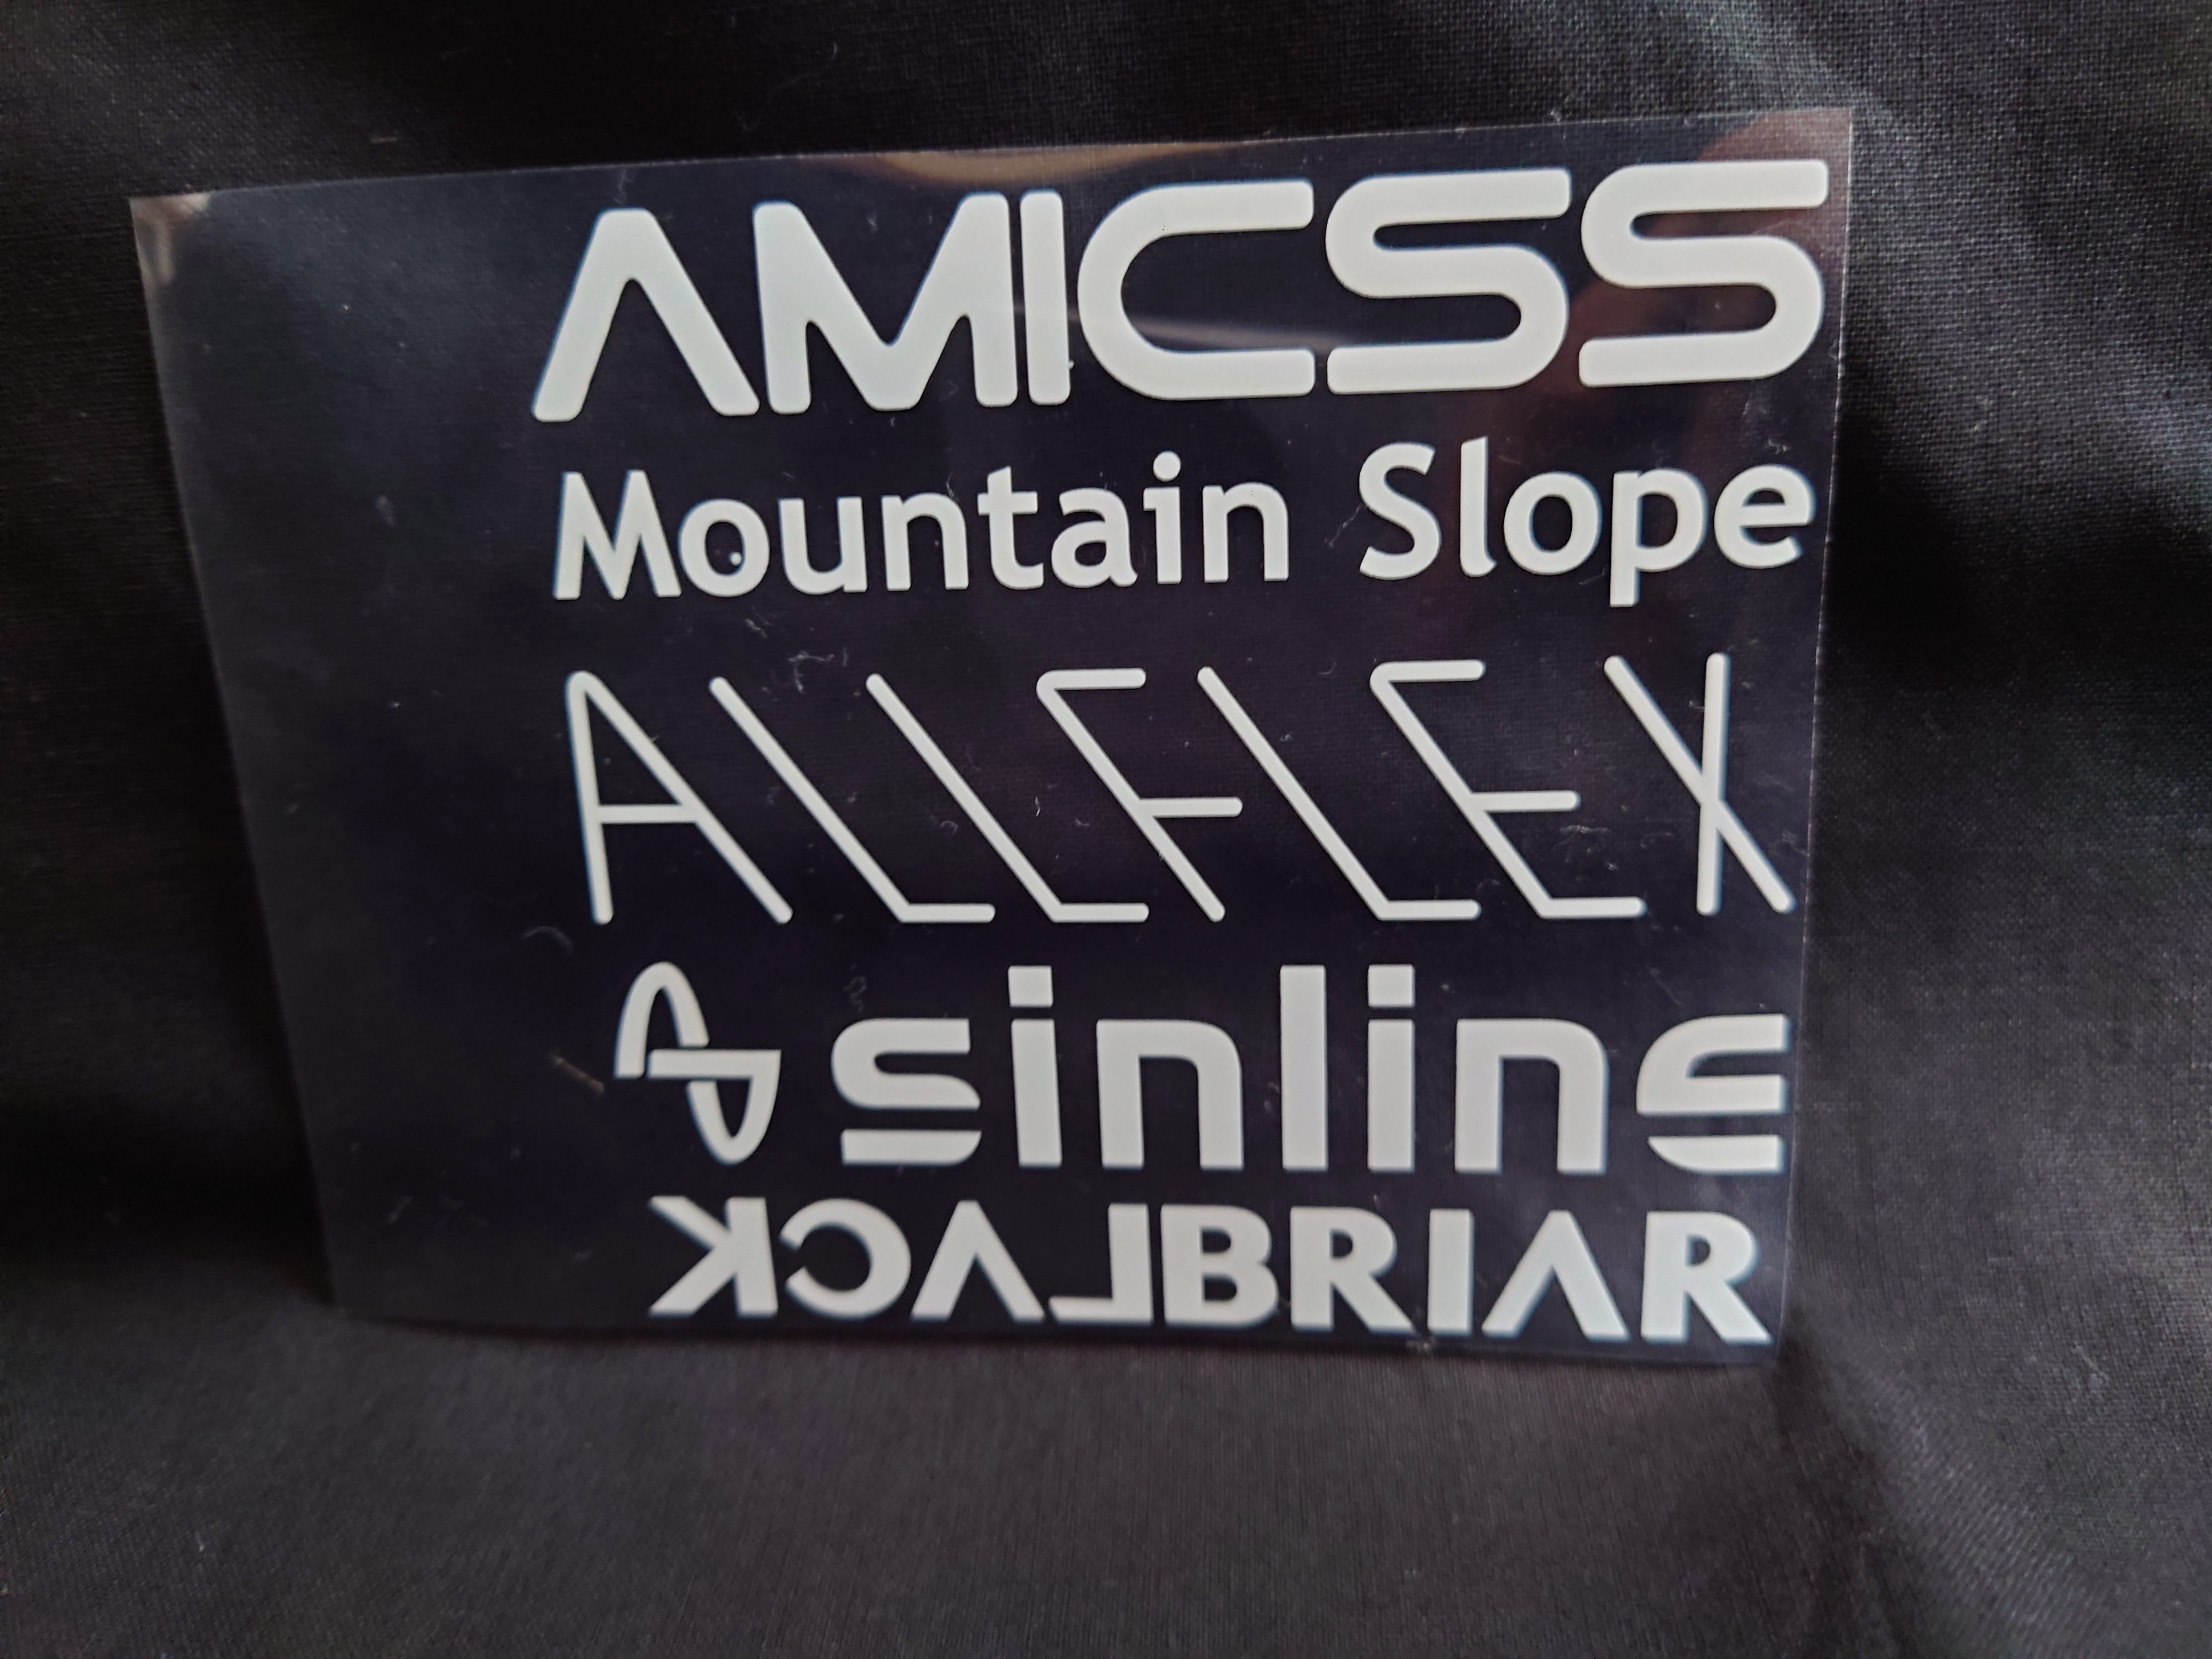 AMICSS
Mountain Slope
ALLFLEX
sinline
BLACKBRIAR